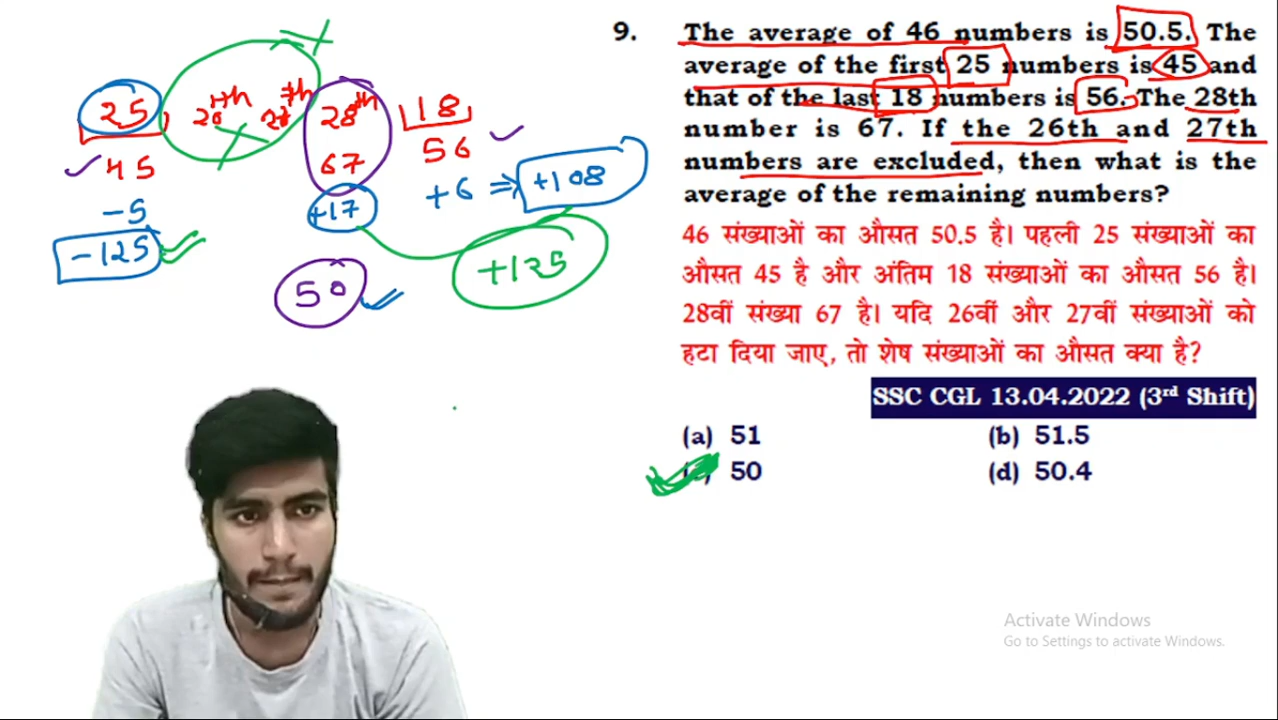 9. The average of 46 numbers is 50.5. The
average of the first 25 numbers is 45 and
that of the last 18 numbers is 56. The 28th
number is 67. If the 26th and 27th
numbers are excluded, then what is the
average of the remaining numbers?
46 संख्याओं का औसत 50.5 है। पहली 25 संख्याओं का
औसत 45 है और अंतिम 18 संख्याओं का औसत 56 है।
28वीं संख्या 67 है। यदि 26वीं और 27वीं संख्याओं को
हटा दिया जाए, तो शेष संख्याओं का औसत क्या है?
SSC CGL 13.04.2022 (3rd Shift)
(a) 51 (b) 51.5
50 (d) 50.4
25 28th 18
45 67 56
-5 +17 +6 ⇒ +108
-125 +125
50
Activate Windows
Go to Settings to activate Windows.